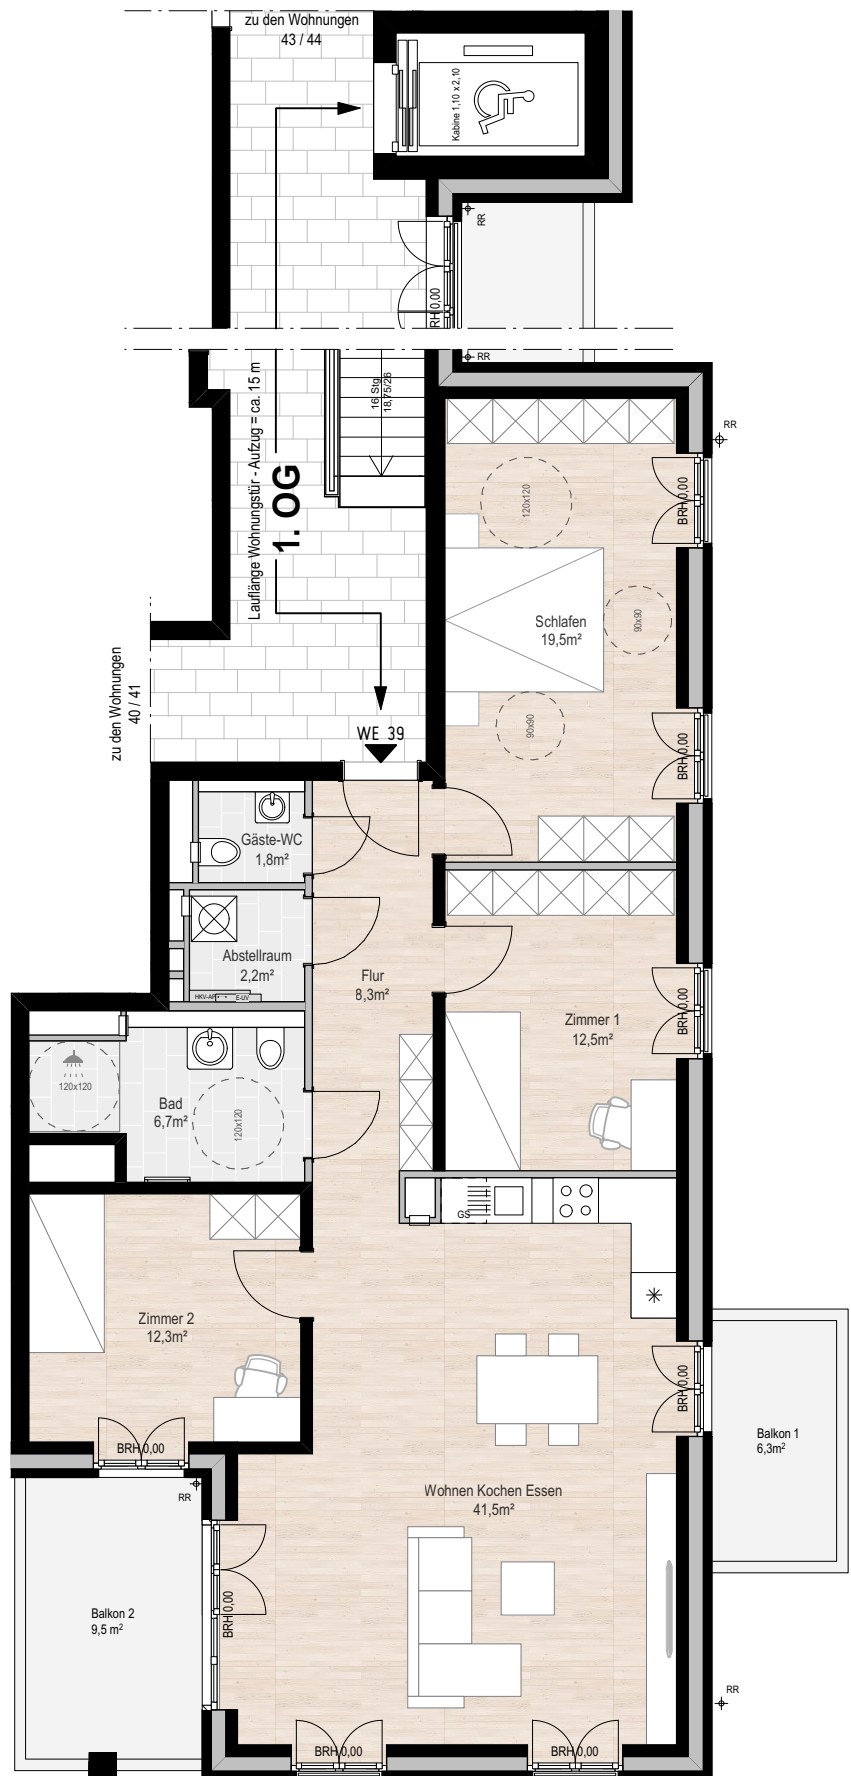 zu den Wohnungen
43 / 44
Kabine 1,10 x 2,10
RR
BRH 0,00
RR
16 Stg
18,75/26
Lauflänge Wohnungstür - Aufzug = ca. 15 m
1. OG
RR
BRH 0,00
120x120
Schlafen
19,5m²
90x90
90x90
zu den Wohnungen
40 / 41
WE 39
BRH 0,00
Gäste-WC
1,8m²
Abstellraum
2,2m²
HKV-AP
E-UV
Flur
8,3m²
Zimmer 1
12,5m²
BRH 0,00
120x120
Bad
6,7m²
120x120
GS
Zimmer 2
12,3m²
BRH 0,00
BRH 0,00
Balkon 1
6,3m²
RR
Wohnen Kochen Essen
41,5m²
Balkon 2
9,5 m²
BRH 0,00
RR
BRH 0,00
BRH 0,00